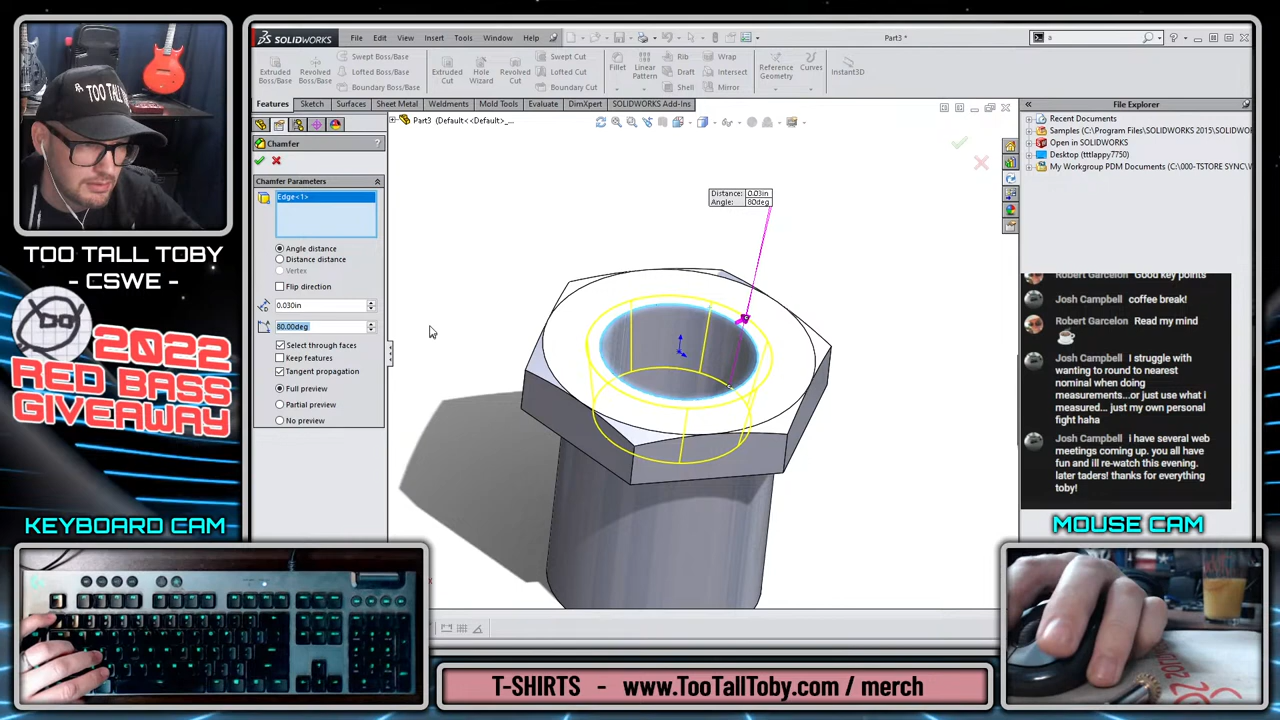 TOO TALL
TOO TALL TOBY
- CSWE -
2022
RED BASS
GIVEAWAY
KEYBOARD CAM
SOLIDWORKS
File
Edit
View
Insert
Tools
Window
Help
Part3 *
a
Extruded Boss/Base
Revolved Boss/Base
Swept Boss/Base
Lofted Boss/Base
Boundary Boss/Base
Extruded Cut
Hole Wizard
Revolved Cut
Swept Cut
Lofted Cut
Boundary Cut
Fillet
Linear Pattern
Rib
Draft
Shell
Wrap
Intersect
Mirror
Reference Geometry
Curves
Instant3D
Features
Sketch
Surfaces
Sheet Metal
Weldments
Mold Tools
Evaluate
DimXpert
SOLIDWORKS Add-Ins
Part3 (Default<<Default>_...
Chamfer
?
Chamfer Parameters
Edge<1>
Angle distance
Distance distance
Vertex
Flip direction
0.030in
80.00deg
Select through faces
Keep features
Tangent propagation
Full preview
Partial preview
No preview
Distance: 0.03in
Angle: 80deg
File Explorer
Recent Documents
Samples (C:\Program Files\SOLIDWORKS 2015\SOLIDWOR
Open in SOLIDWORKS
Desktop (tttlappy7750)
My Workgroup PDM Documents (C:\000-TSTORE SYNC\W
Robert Garcelon Good key points
Josh Campbell coffee break!
Robert Garcelon Read my mind
Josh Campbell I struggle with
wanting to round to nearest
nominal when doing
measurements...or just use what i
measured... just my own personal
fight haha
Josh Campbell i have several web
meetings coming up. you all have
fun and ill re-watch this evening.
later taders! thanks for everything
toby!
MOUSE CAM
T-SHIRTS - www.TooTallToby.com / merch